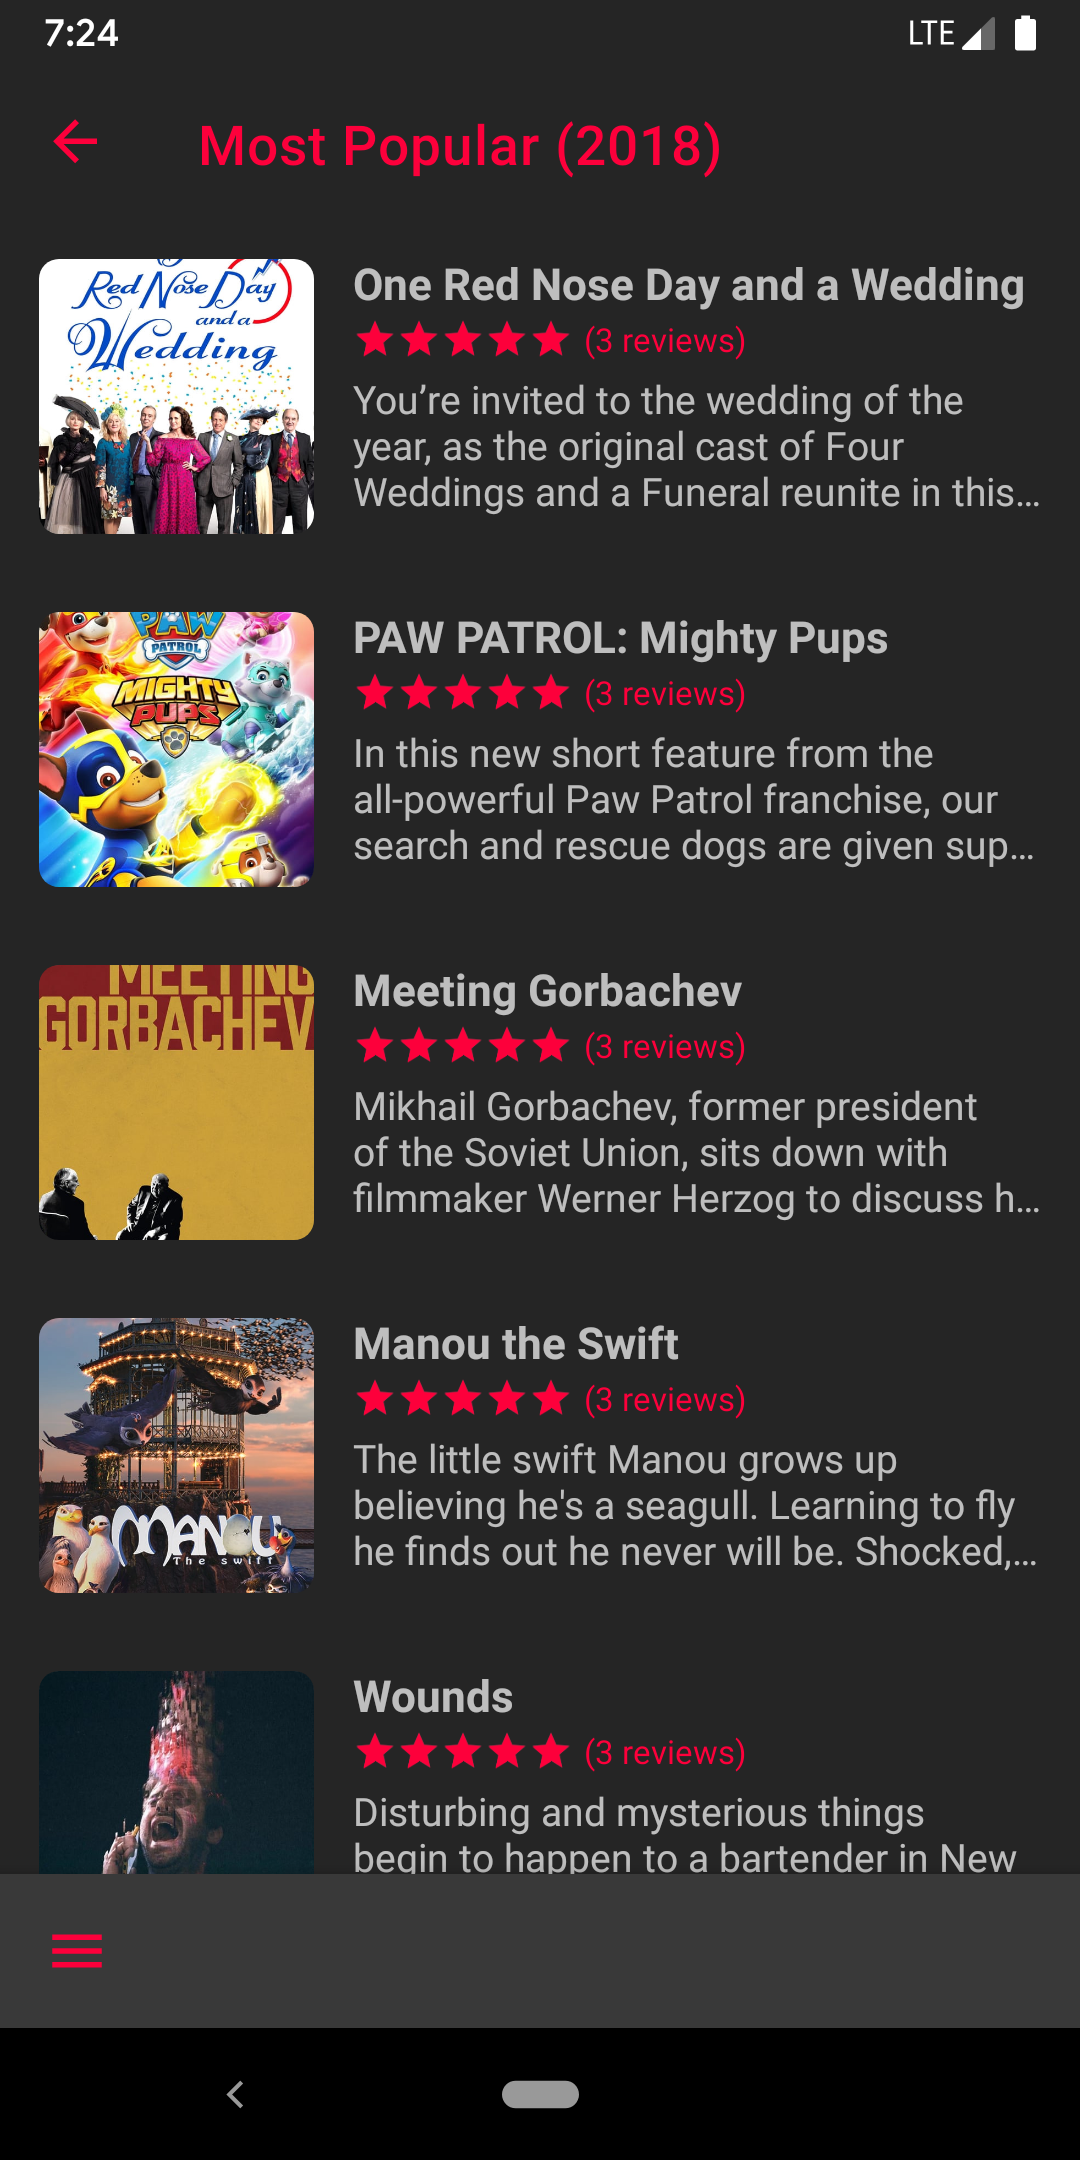 7:24
LTE
Most Popular (2018)
Red Nose Day
and a
Wedding
One Red Nose Day and a Wedding
(3 reviews)
You’re invited to the wedding of the
year, as the original cast of Four
Weddings and a Funeral reunite in this…
PAW
PATROL
MIGHTY
PUPS
PAW PATROL: Mighty Pups
(3 reviews)
In this new short feature from the
all-powerful Paw Patrol franchise, our
search and rescue dogs are given sup…
MEETING
GORBACHEV
Meeting Gorbachev
(3 reviews)
Mikhail Gorbachev, former president
of the Soviet Union, sits down with
filmmaker Werner Herzog to discuss h…
MANOU
The swift
Manou the Swift
(3 reviews)
The little swift Manou grows up
believing he's a seagull. Learning to fly
he finds out he never will be. Shocked,…
Wounds
(3 reviews)
Disturbing and mysterious things
begin to happen to a bartender in New